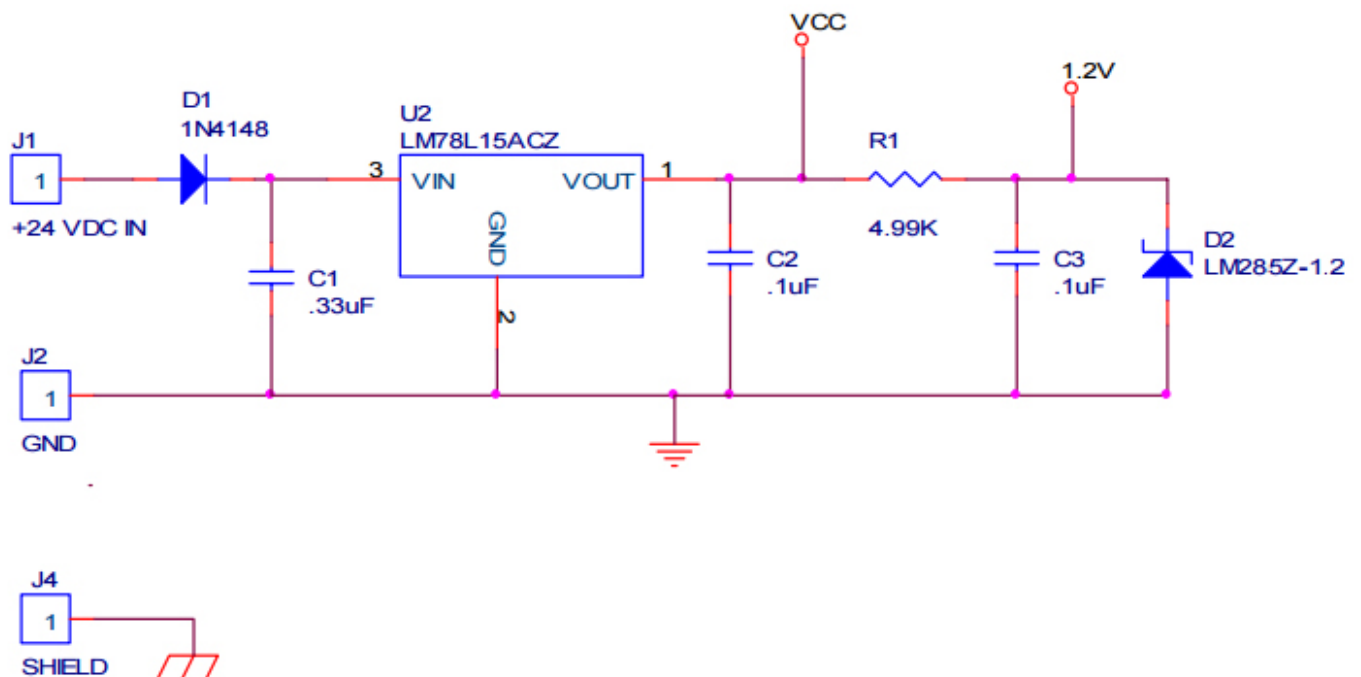 VCC
1.2V
D1
1N4148
U2
LM78L15ACZ
R1
J1
1
3
VIN
VOUT
1
GND
+24 VDC IN
4.99K
D2
LM285Z-1.2
C1
.33uF
C2
.1uF
C3
.1uF
2
J2
1
GND
J4
1
SHIELD